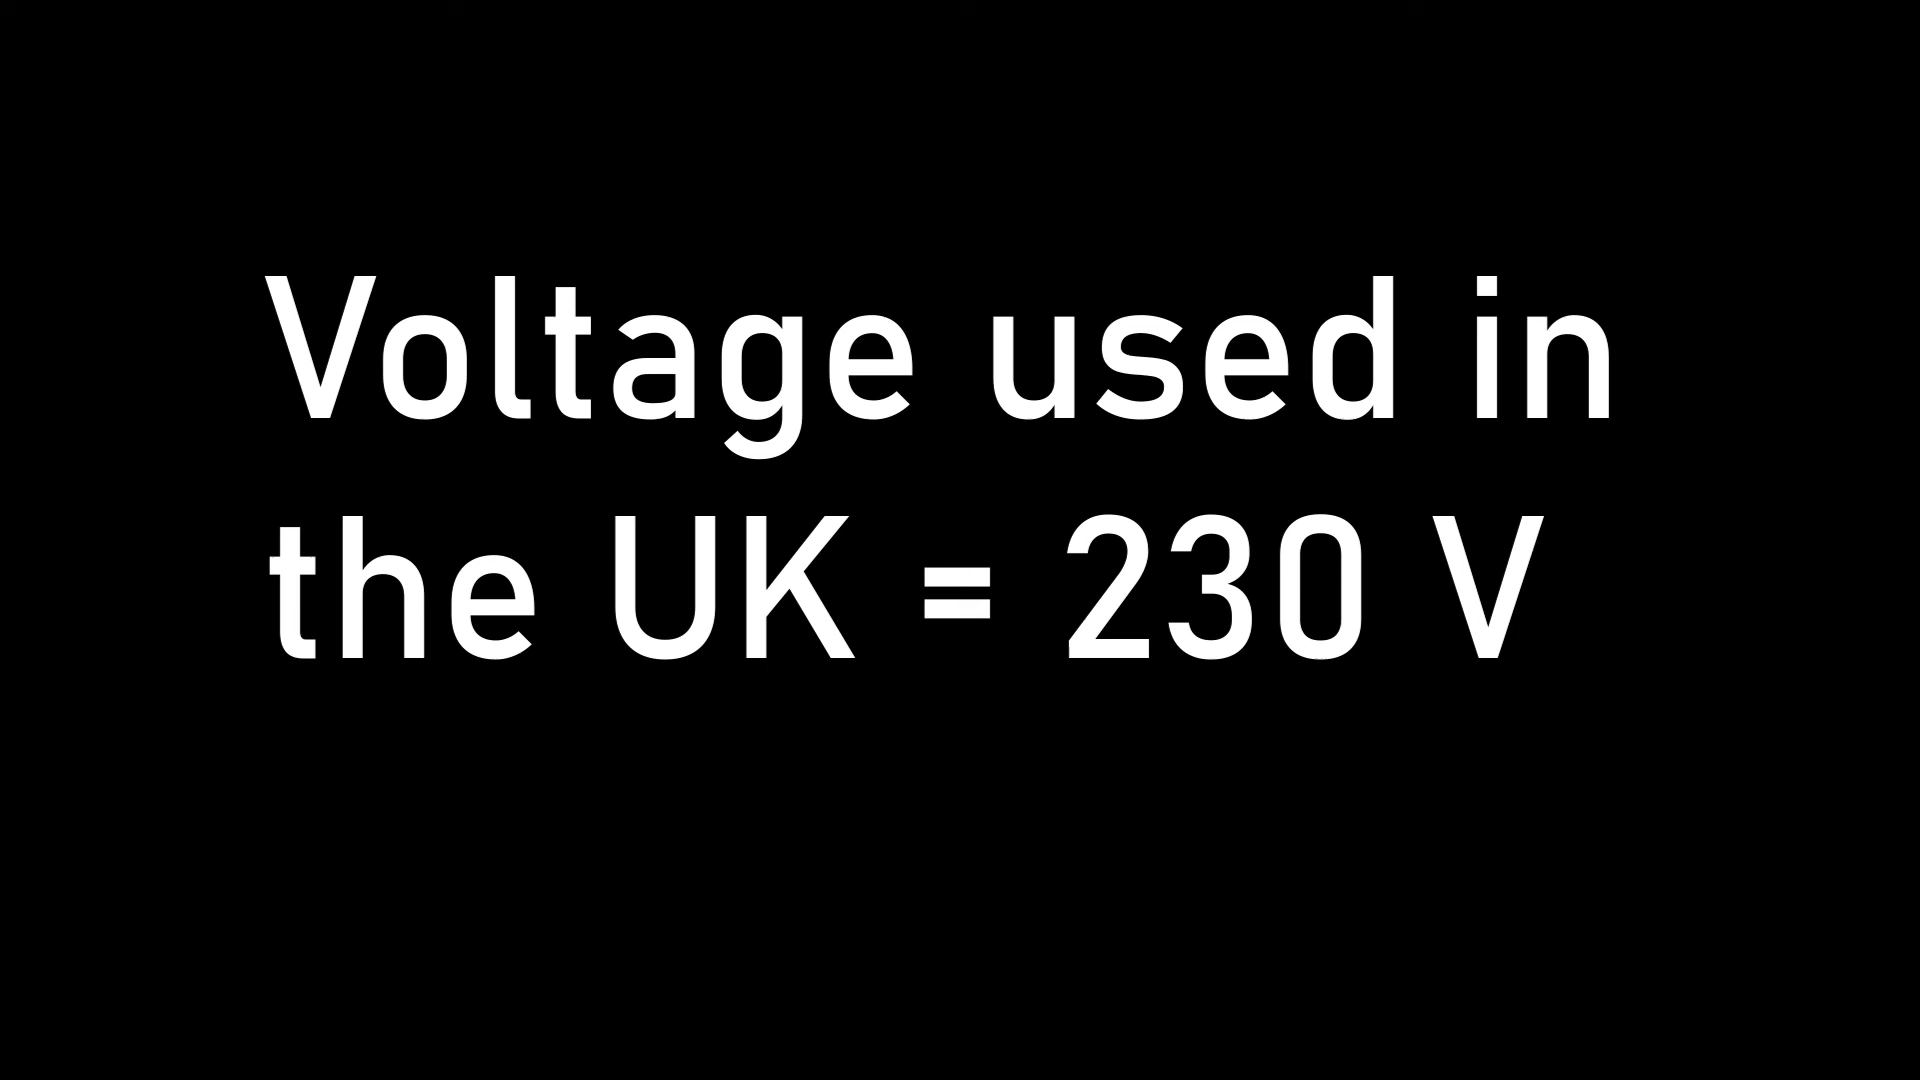 Voltage used in
the UK = 230 V